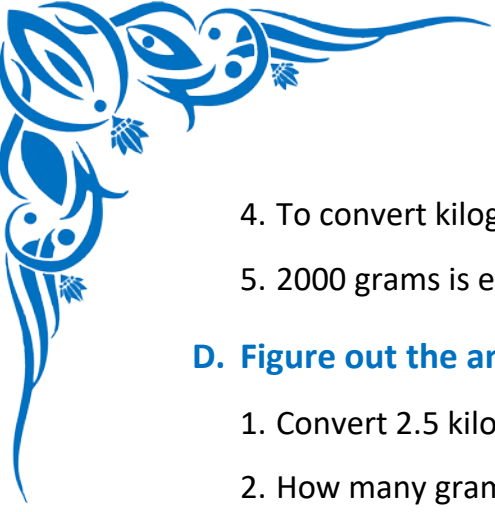 4. To convert kilog
5. 2000 grams is e
D. Figure out the a
1. Convert 2.5 kilo
2. How many gram